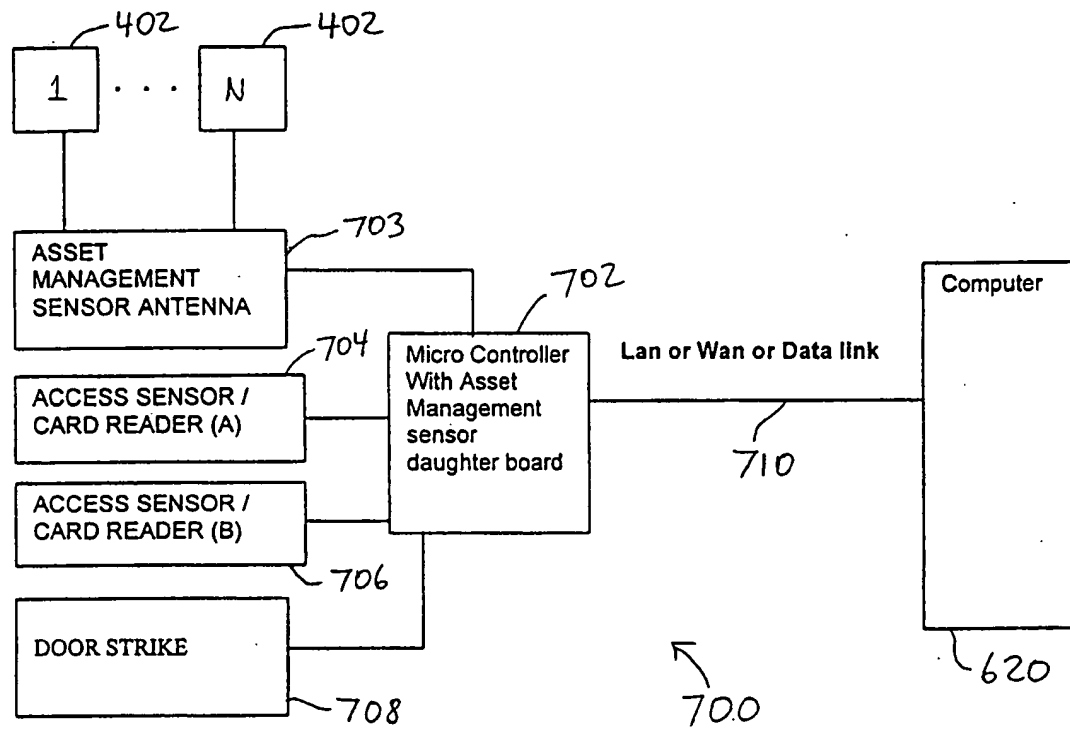 402
402
1 . . . N
703
ASSET
MANAGEMENT
SENSOR ANTENNA
702
Computer
704
Micro Controller
With Asset
Management
sensor
daughter board
Lan or Wan or Data link
ACCESS SENSOR /
CARD READER (A)
710
ACCESS SENSOR /
CARD READER (B)
706
DOOR STRIKE
708
700
620